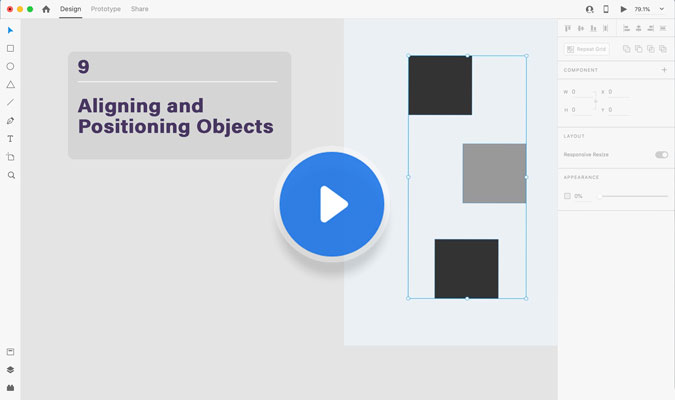 Design Prototype Share 79.1%
9
Aligning and
Positioning Objects
Repeat Grid
COMPONENT
W 0 X 0
H 0 Y 0
LAYOUT
Responsive Resize
APPEARANCE
0%